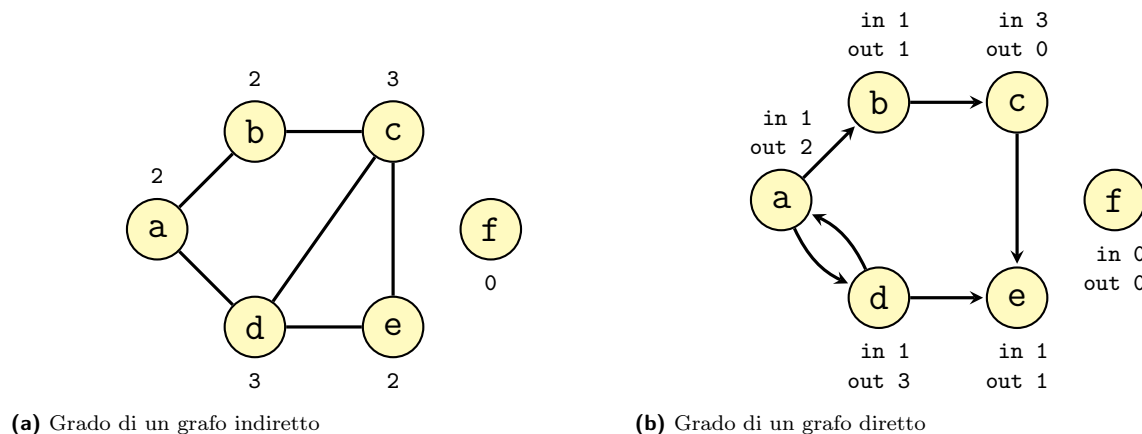 2
3
b
c
2
a
f
0
d
e
3
2
(a) Grado di un grafo indiretto
in 1
out 1
in 3
out 0
b
c
in 1
out 2
a
f
in 0
out 0
d
e
in 1
out 3
in 1
out 1
(b) Grado di un grafo diretto